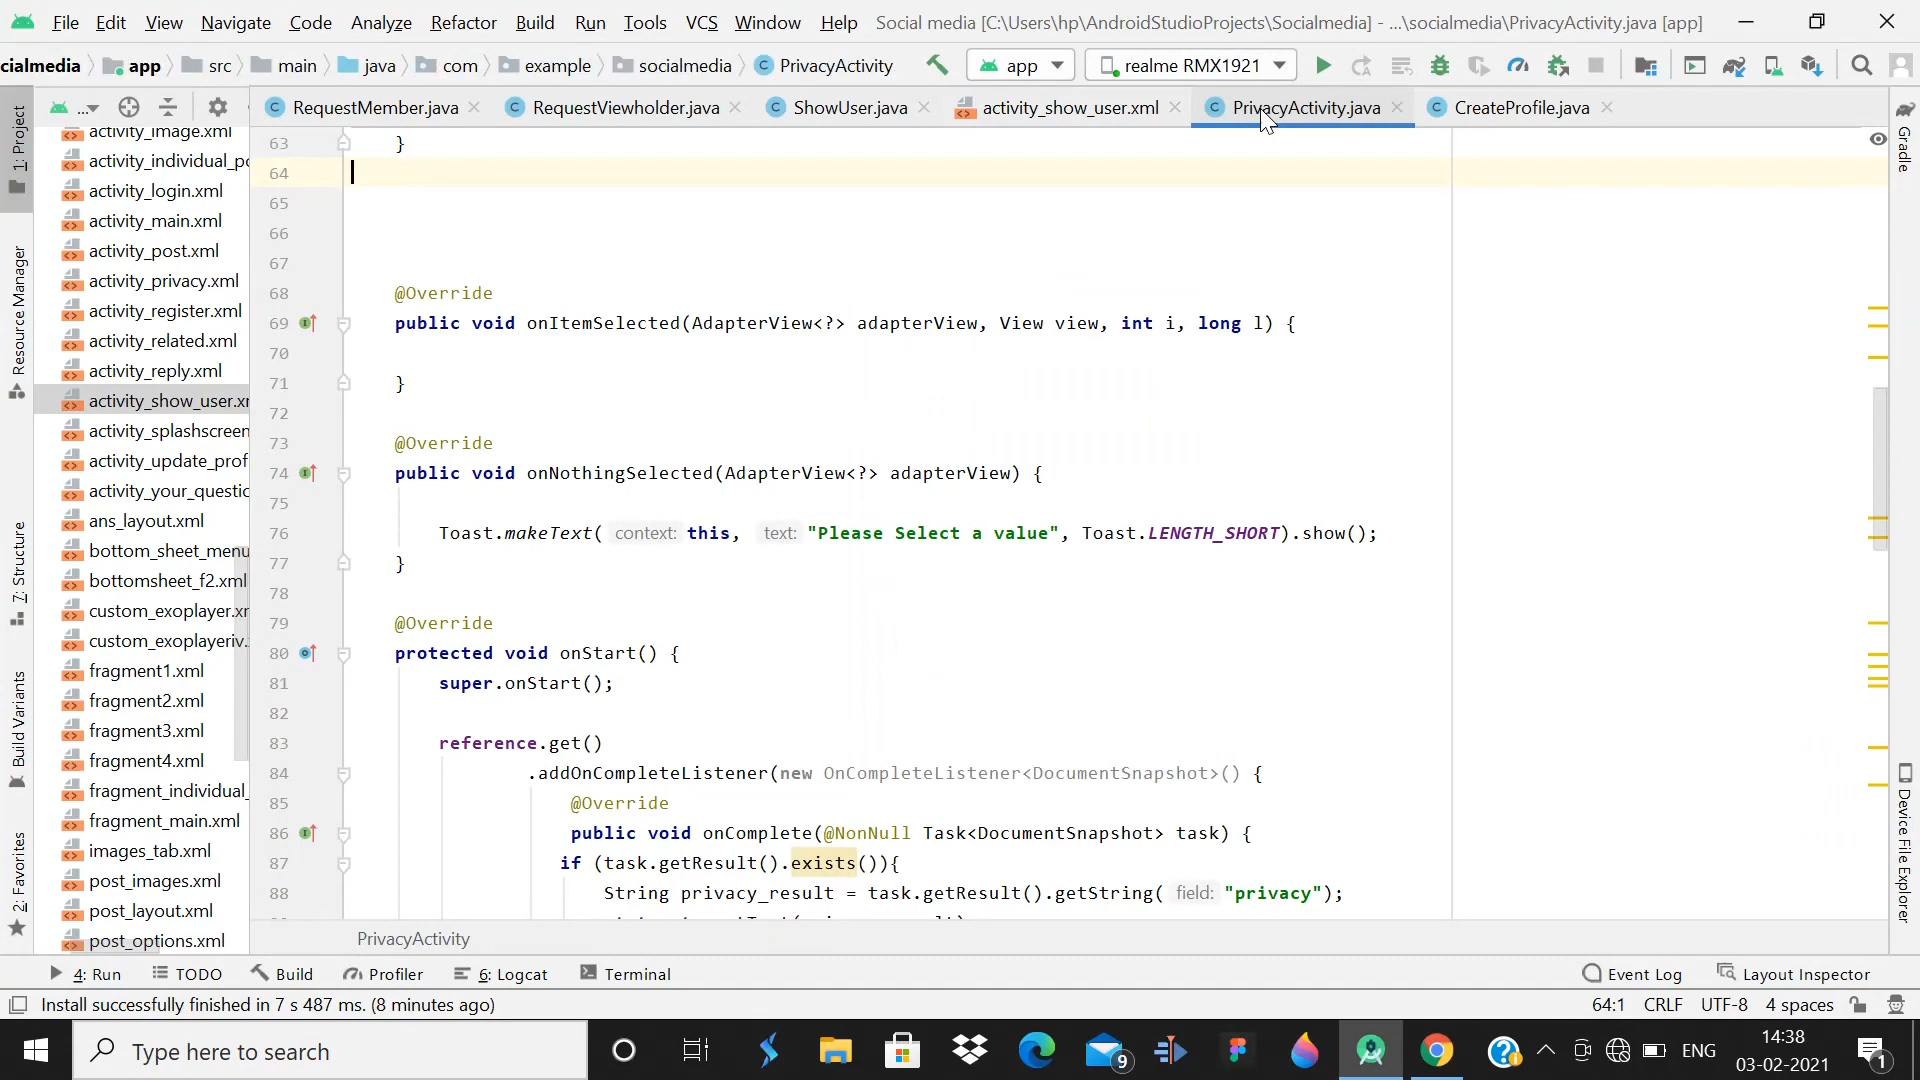 File Edit View Navigate Code Analyze Refactor Build Run Tools VCS Window Help Social media [C:\Users\hp\AndroidStudioProjects\Socialmedia] - ...\socialmedia\PrivacyActivity.java [app]
cialmedia app src main java com example socialmedia PrivacyActivity app realme RMX1921
... RequestMember.java RequestViewholder.java ShowUser.java activity_show_user.xml PrivacyActivity.java CreateProfile.java
1: Project
Resource Manager
7: Structure
Build Variants
2: Favorites
activity_image.xml
activity_individual_po
activity_login.xml
activity_main.xml
activity_post.xml
activity_privacy.xml
activity_register.xml
activity_related.xml
activity_reply.xml
activity_show_user.xr
activity_splashscreen
activity_update_prof
activity_your_questic
ans_layout.xml
bottom_sheet_menu
bottomsheet_f2.xml
custom_exoplayer.xr
custom_exoplayeriv.
fragment1.xml
fragment2.xml
fragment3.xml
fragment4.xml
fragment_individual_
fragment_main.xml
images_tab.xml
post_images.xml
post_layout.xml
post_options.xml
63 }
64
65
66
67
68 @Override
69 public void onItemSelected(AdapterView<?> adapterView, View view, int i, long l) {
70
71 }
72
73 @Override
74 public void onNothingSelected(AdapterView<?> adapterView) {
75
76 Toast.makeText( context: this, text: "Please Select a value", Toast.LENGTH_SHORT).show();
77 }
78
79 @Override
80 protected void onStart() {
81 super.onStart();
82
83 reference.get()
84 .addOnCompleteListener(new OnCompleteListener<DocumentSnapshot>() {
85 @Override
86 public void onComplete(@NonNull Task<DocumentSnapshot> task) {
87 if (task.getResult().exists()){
88 String privacy_result = task.getResult().getString( field: "privacy");
PrivacyActivity
Gradle
Device File Explorer
4: Run TODO Build Profiler 6: Logcat Terminal Event Log Layout Inspector
Install successfully finished in 7 s 487 ms. (8 minutes ago) 64:1 CRLF UTF-8 4 spaces
Type here to search 9 ENG 14:38 1
03-02-2021